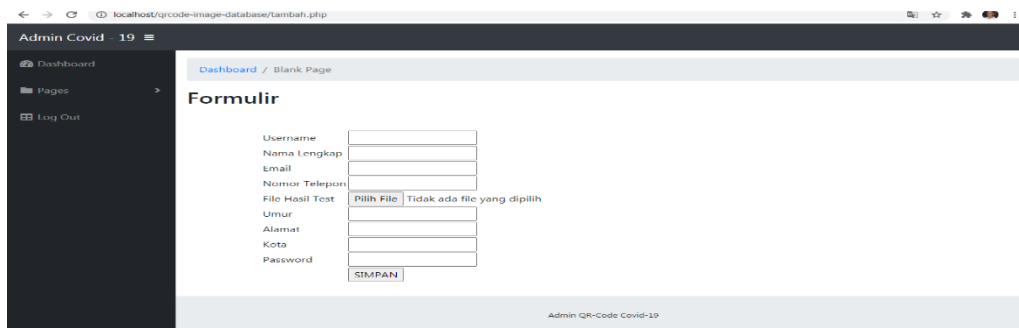 localhost/qrcode-image-database/tambah.php
Admin Covid - 19
Dashboard
Pages
Log Out
Dashboard / Blank Page
Formulir
Username
Nama Lengkap
Email
Nomor Telepon
File Hasil Test Pilih File Tidak ada file yang dipilih
Umur
Alamat
Kota
Password
SIMPAN
Admin QR-Code Covid-19